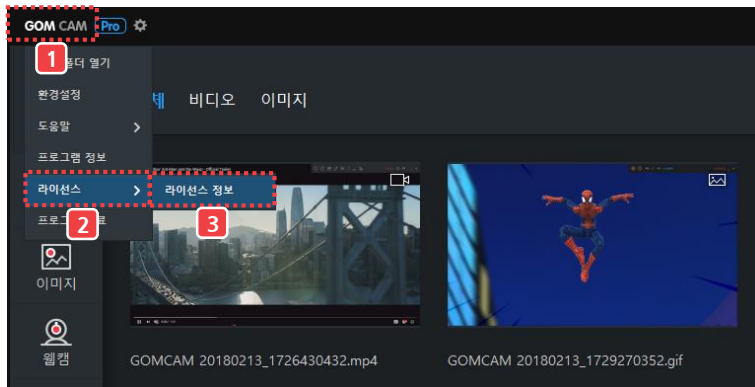 GOM CAM Pro
1
폴더 열기
환경설정
도움말
프로그램 정보
라이선스
2
라이선스 정보
3
비디오
이미지
이미지
웹캠
GOMCAM 20180213_1726430432.mp4
GOMCAM 20180213_1729270352.gif